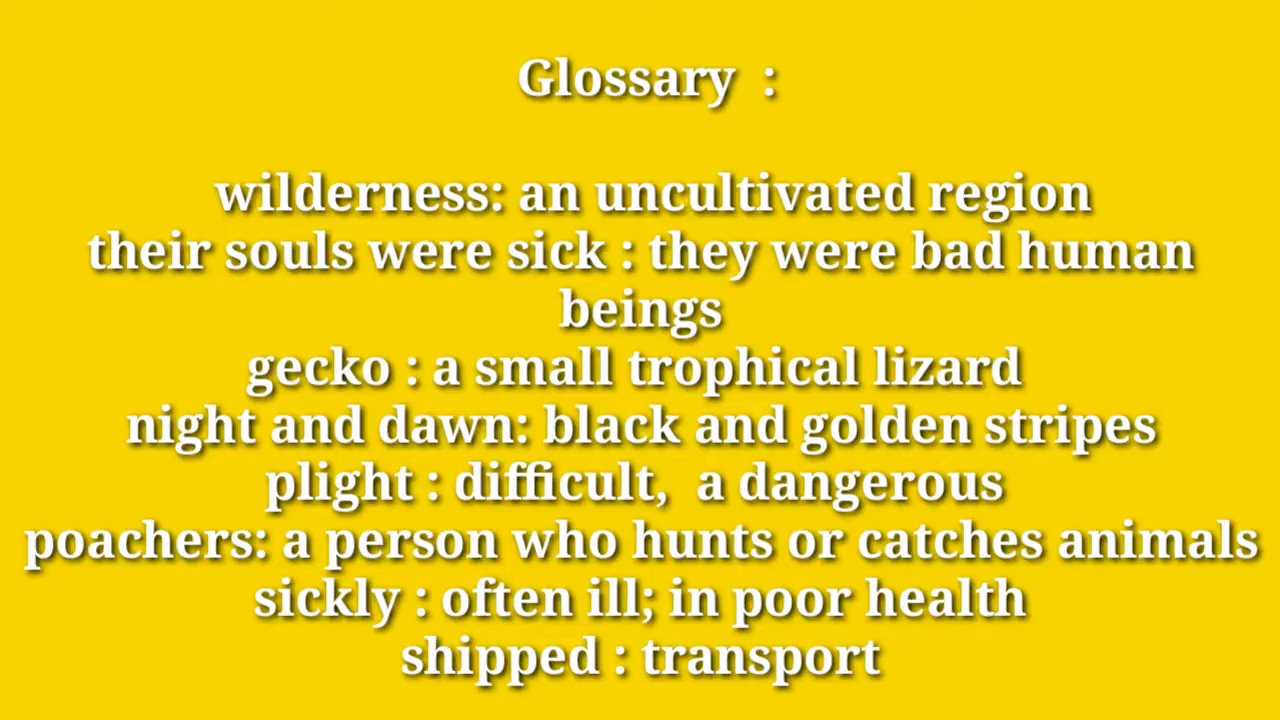 Glossary :
wilderness: an uncultivated region
their souls were sick : they were bad human
beings
gecko : a small trophical lizard
night and dawn: black and golden stripes
plight : difficult, a dangerous
poachers: a person who hunts or catches animals
sickly : often ill; in poor health
shipped : transport